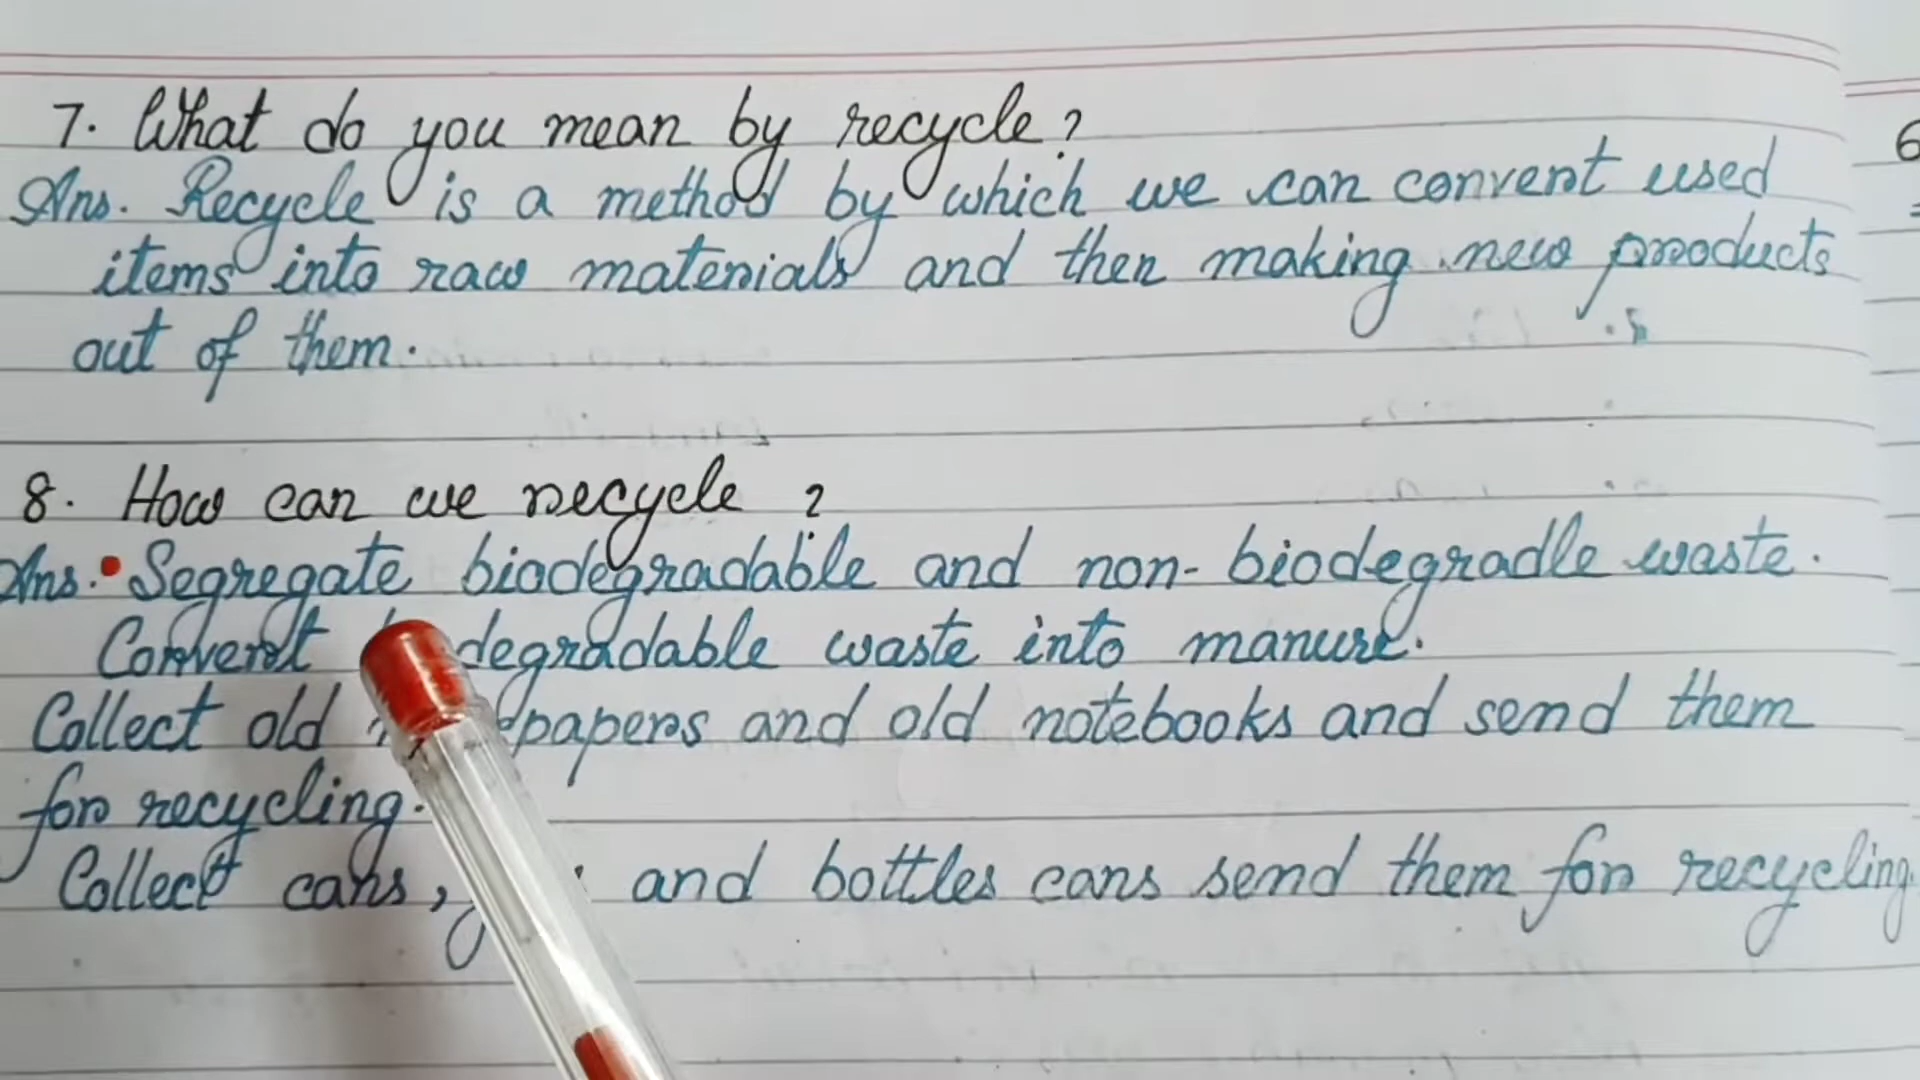 7. What do you mean by recycle?
Ans. Recycle is a method by which we can convert used
items into raw materials and then making new products
out of them.
8. How can we recycle ?
Ans. • Segregate biodegradable and non-biodegradle waste.
Convert degradable waste into manure.
Collect old papers and old notebooks and send them
for recycling.
Collect cans, and bottles cans send them for recycling.
6